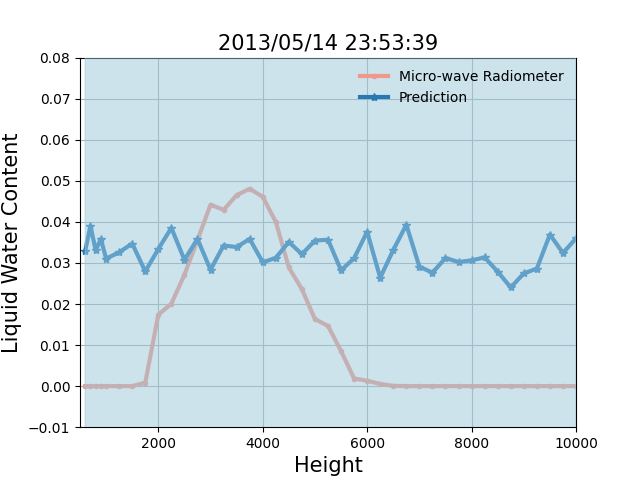 2013/05/14 23:53:39
0.08
0.07
0.06
0.05
0.04
0.03
0.02
0.01
0.00
−0.01
Liquid Water Content
Micro-wave Radiometer
Prediction
2000 4000 6000 8000 10000
Height